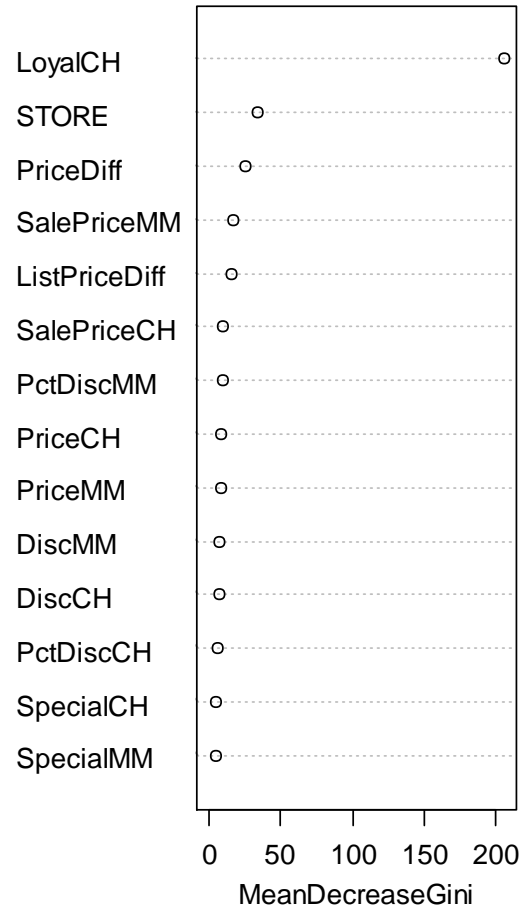 LoyalCH
STORE
PriceDiff
SalePriceMM
ListPriceDiff
SalePriceCH
PctDiscMM
PriceCH
PriceMM
DiscMM
DiscCH
PctDiscCH
SpecialCH
SpecialMM
0 50 100 150 200
MeanDecreaseGini